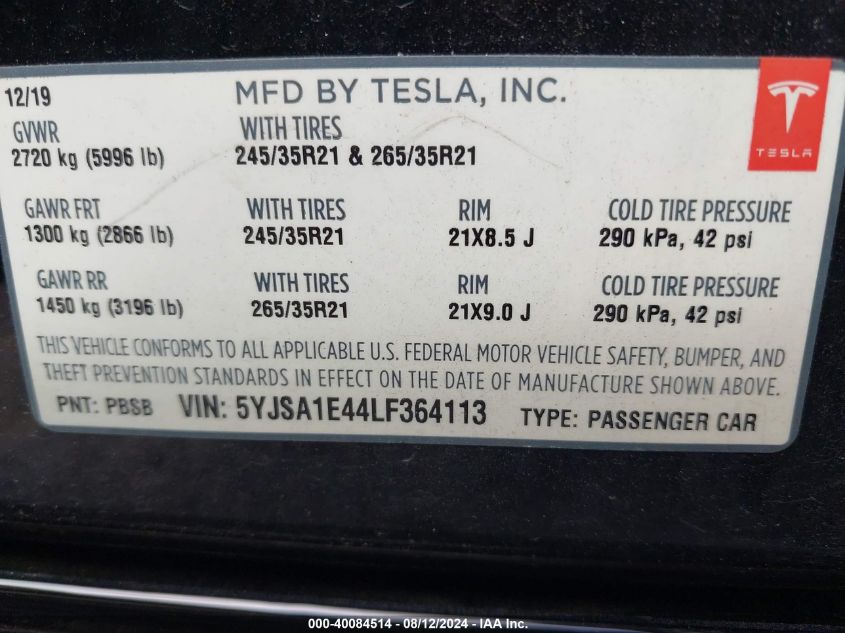 12/19 MFD BY TESLA, INC.
TESLA
GVWR WITH TIRES
2720 kg (5996 lb) 245/35R21 & 265/35R21
GAWR FRT WITH TIRES RIM COLD TIRE PRESSURE
1300 kg (2866 lb) 245/35R21 21X8.5 J 290 kPa, 42 psi
GAWR RR WITH TIRES RIM COLD TIRE PRESSURE
1450 kg (3196 lb) 265/35R21 21X9.0 J 290 kPa, 42 psi
THIS VEHICLE CONFORMS TO ALL APPLICABLE U.S. FEDERAL MOTOR VEHICLE SAFETY, BUMPER, AND
THEFT PREVENTION STANDARDS IN EFFECT ON THE DATE OF MANUFACTURE SHOWN ABOVE.
PNT: PBSB VIN: 5YJSA1E44LF364113 TYPE: PASSENGER CAR
000-40084514 - 08/12/2024 - IAA Inc.